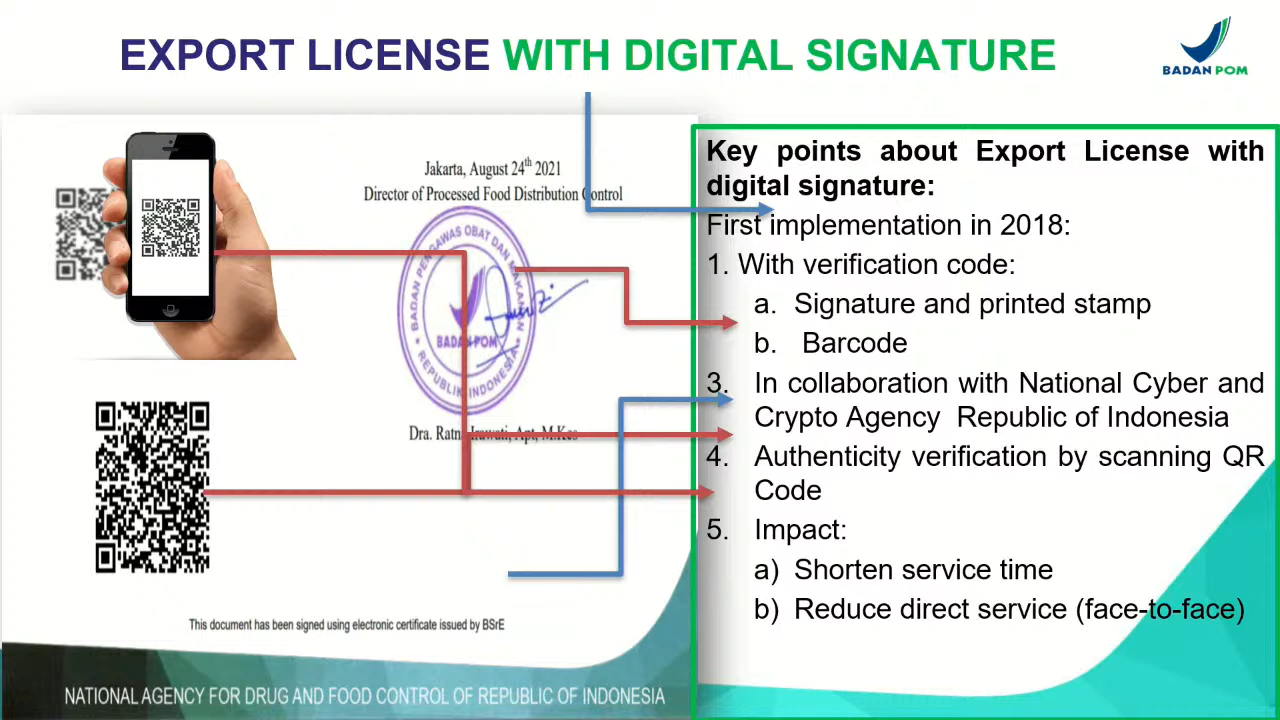 EXPORT LICENSE WITH DIGITAL SIGNATURE
BADAN POM
Jakarta, August 24th 2021
Director of Processed Food Distribution Control
BADAN PENGAWAS OBAT DAN MAKANAN
BADAN POM
REPUBLIK INDONESIA
Dra. Ratna Irawati, Apt, M.Kes
This document has been signed using electronic certificate issued by BSrE
NATIONAL AGENCY FOR DRUG AND FOOD CONTROL OF REPUBLIC OF INDONESIA
Key points about Export License with
digital signature:
First implementation in 2018:
1. With verification code:
a. Signature and printed stamp
b. Barcode
3. In collaboration with National Cyber and
Crypto Agency Republic of Indonesia
4. Authenticity verification by scanning QR
Code
5. Impact:
a) Shorten service time
b) Reduce direct service (face-to-face)